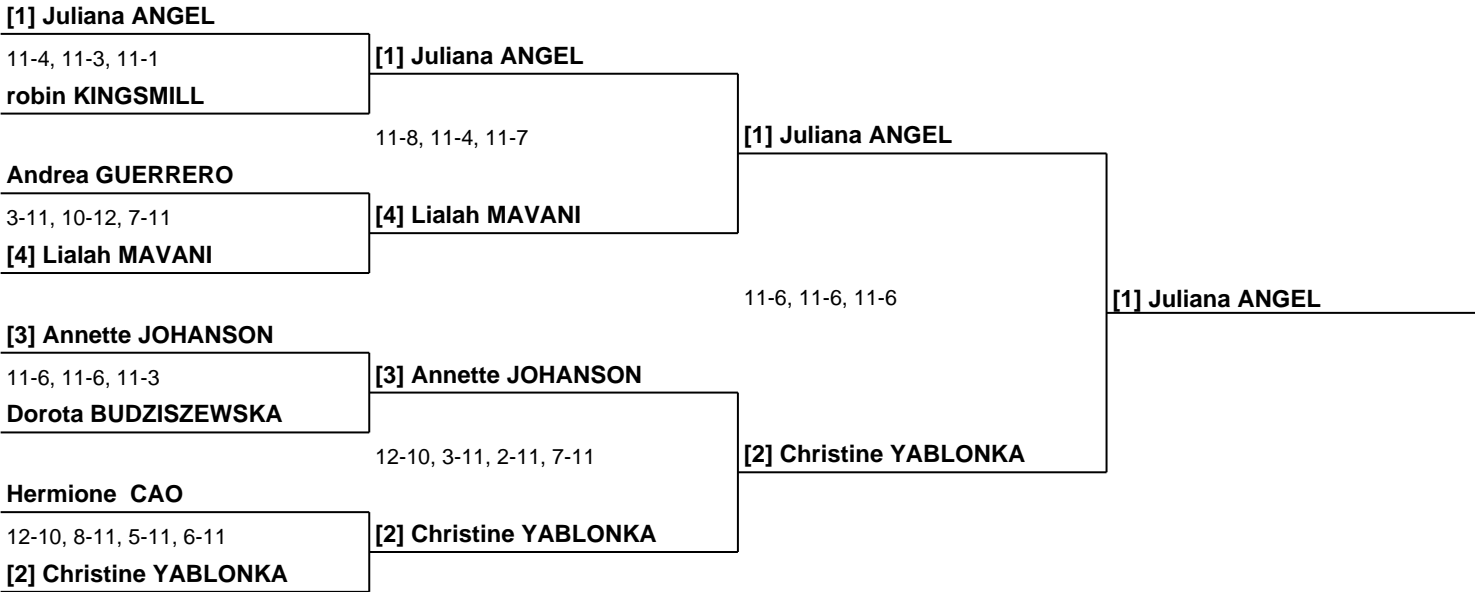 [1] Juliana ANGEL
11-4, 11-3, 11-1
robin KINGSMILL
Andrea GUERRERO
3-11, 10-12, 7-11
[4] Lialah MAVANI
[3] Annette JOHANSON
11-6, 11-6, 11-3
Dorota BUDZISZEWSKA
Hermione  CAO
12-10, 8-11, 5-11, 6-11
[2] Christine YABLONKA
[1] Juliana ANGEL
11-8, 11-4, 11-7
[4] Lialah MAVANI
[3] Annette JOHANSON
12-10, 3-11, 2-11, 7-11
[2] Christine YABLONKA
[1] Juliana ANGEL
11-6, 11-6, 11-6
[2] Christine YABLONKA
[1] Juliana ANGEL